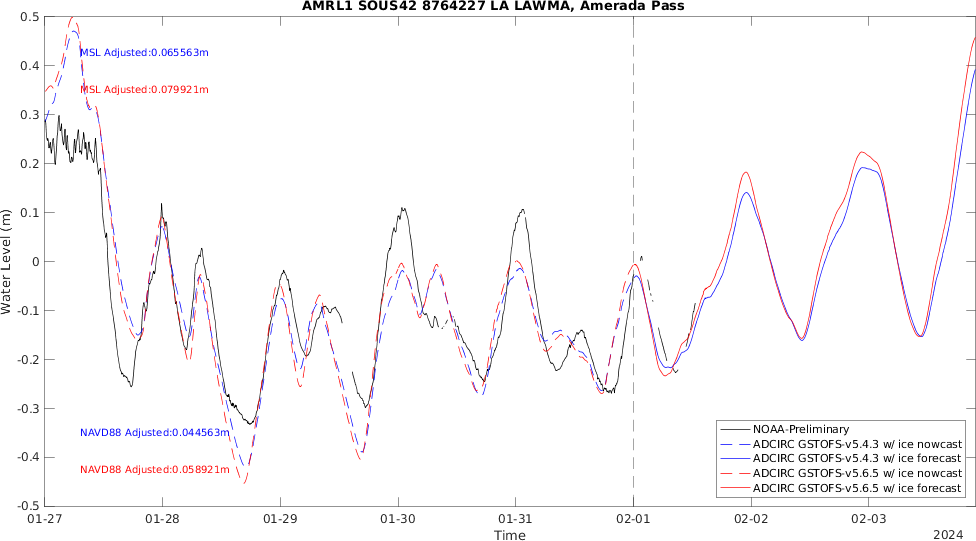 AMRL1 SOUS42 8764227 LA LAWMA, Amerada Pass
0.5
0.4
0.3
0.2
0.1
0
-0.1
-0.2
-0.3
-0.4
-0.5
Water Level (m)
MSL Adjusted:0.065563m
MSL Adjusted:0.079921m
NAVD88 Adjusted:0.044563m
NAVD88 Adjusted:0.058921m
NOAA-Preliminary
ADCIRC GSTOFS-v5.4.3 w/ ice nowcast
ADCIRC GSTOFS-v5.4.3 w/ ice forecast
ADCIRC GSTOFS-v5.6.5 w/ ice nowcast
ADCIRC GSTOFS-v5.6.5 w/ ice forecast
01-27 01-28 01-29 01-30 01-31 02-01 02-02 02-03
Time
2024